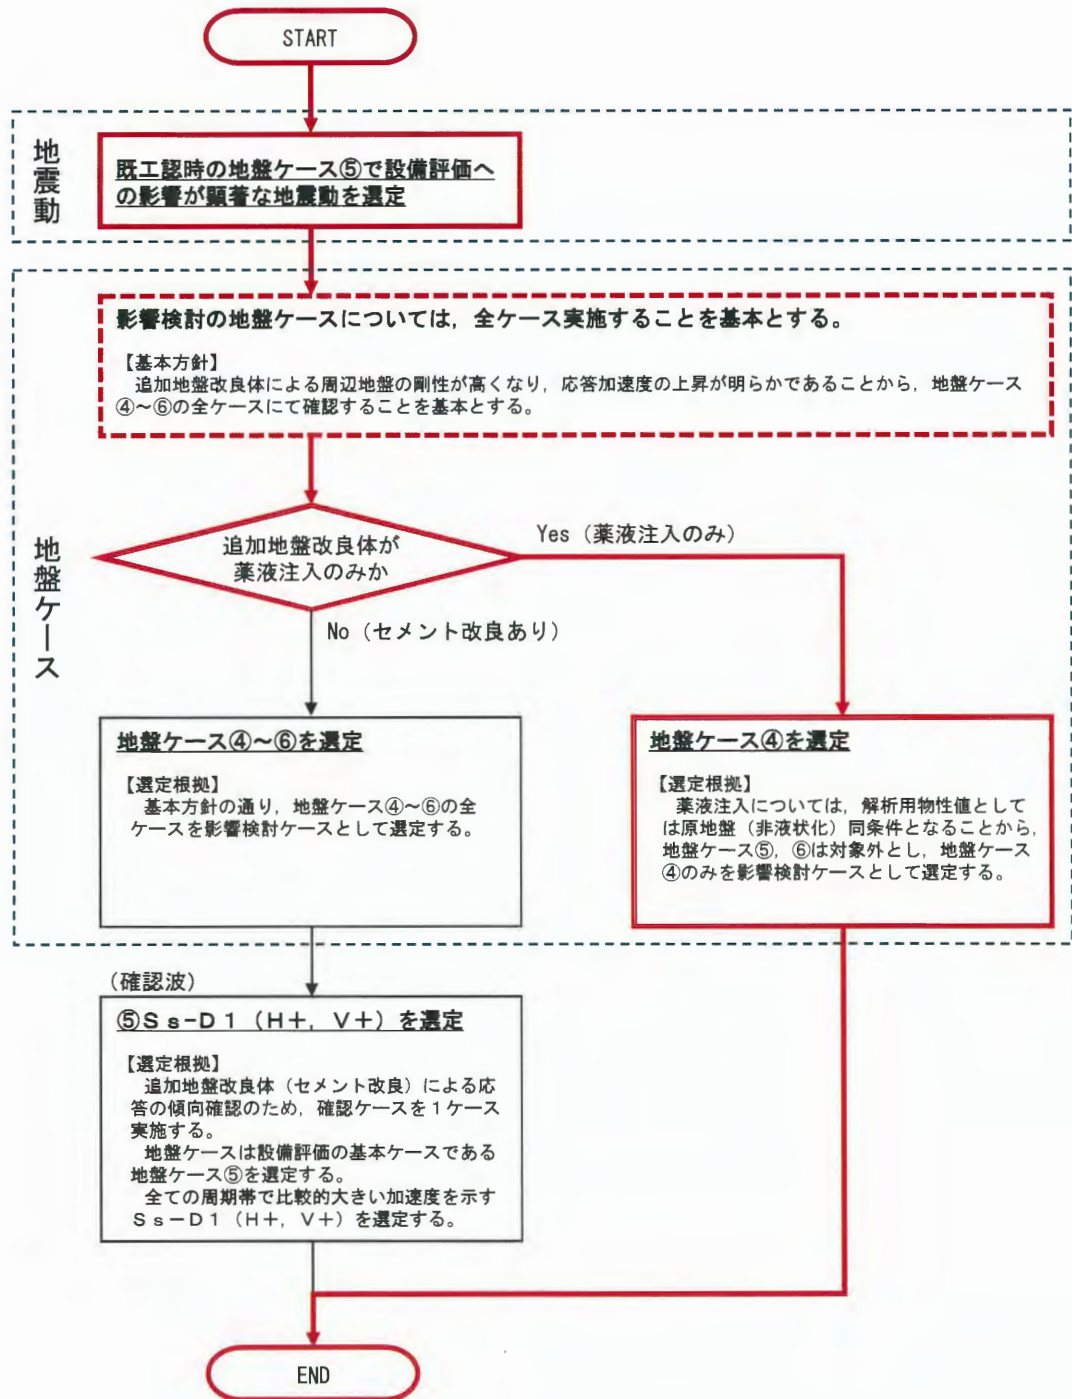 START
地震動
既工認時の地盤ケース⑤で設備評価へ
の影響が顕著な地震動を選定
地盤ケース
影響検討の地盤ケースについては，全ケース実施することを基本とする。
【基本方針】
追加地盤改良体による周辺地盤の剛性が高くなり，応答加速度の上昇が明らかであることから，地盤ケース
④～⑥の全ケースにて確認することを基本とする。
追加地盤改良体が
薬液注入のみか
Yes（薬液注入のみ）
No（セメント改良あり）
地盤ケース④～⑥を選定
【選定根拠】
基本方針の通り，地盤ケース④～⑥の全
ケースを影響検討ケースとして選定する。
地盤ケース④を選定
【選定根拠】
薬液注入については，解析用物性値として
は原地盤（非液状化）同条件となることから，
地盤ケース⑤，⑥は対象外とし，地盤ケース
④のみを影響検討ケースとして選定する。
（確認波）
⑤Ｓｓ-Ｄ１（Ｈ＋，Ｖ＋）を選定
【選定根拠】
追加地盤改良体（セメント改良）による応
答の傾向確認のため，確認ケースを１ケース
実施する。
地盤ケースは設備評価の基本ケースである
地盤ケース⑤を選定する。
全ての周期帯で比較的大きい加速度を示す
Ｓｓ－Ｄ１（Ｈ＋，Ｖ＋）を選定する。
END